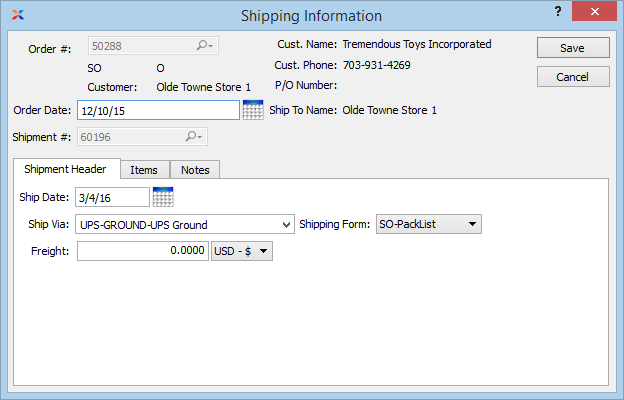 Shipping Information
?
Order #: 50288 Cust. Name: Tremendous Toys Incorporated Save
SO O Cust. Phone: 703-931-4269
Customer: Olde Towne Store 1 P/O Number: Cancel
Order Date: 12/10/15 Ship To Name: Olde Towne Store 1
Shipment #: 60196
Shipment Header Items Notes
Ship Date: 3/4/16
Ship Via: UPS-GROUND-UPS Ground Shipping Form: SO-PackList
Freight: 0.0000 USD - $